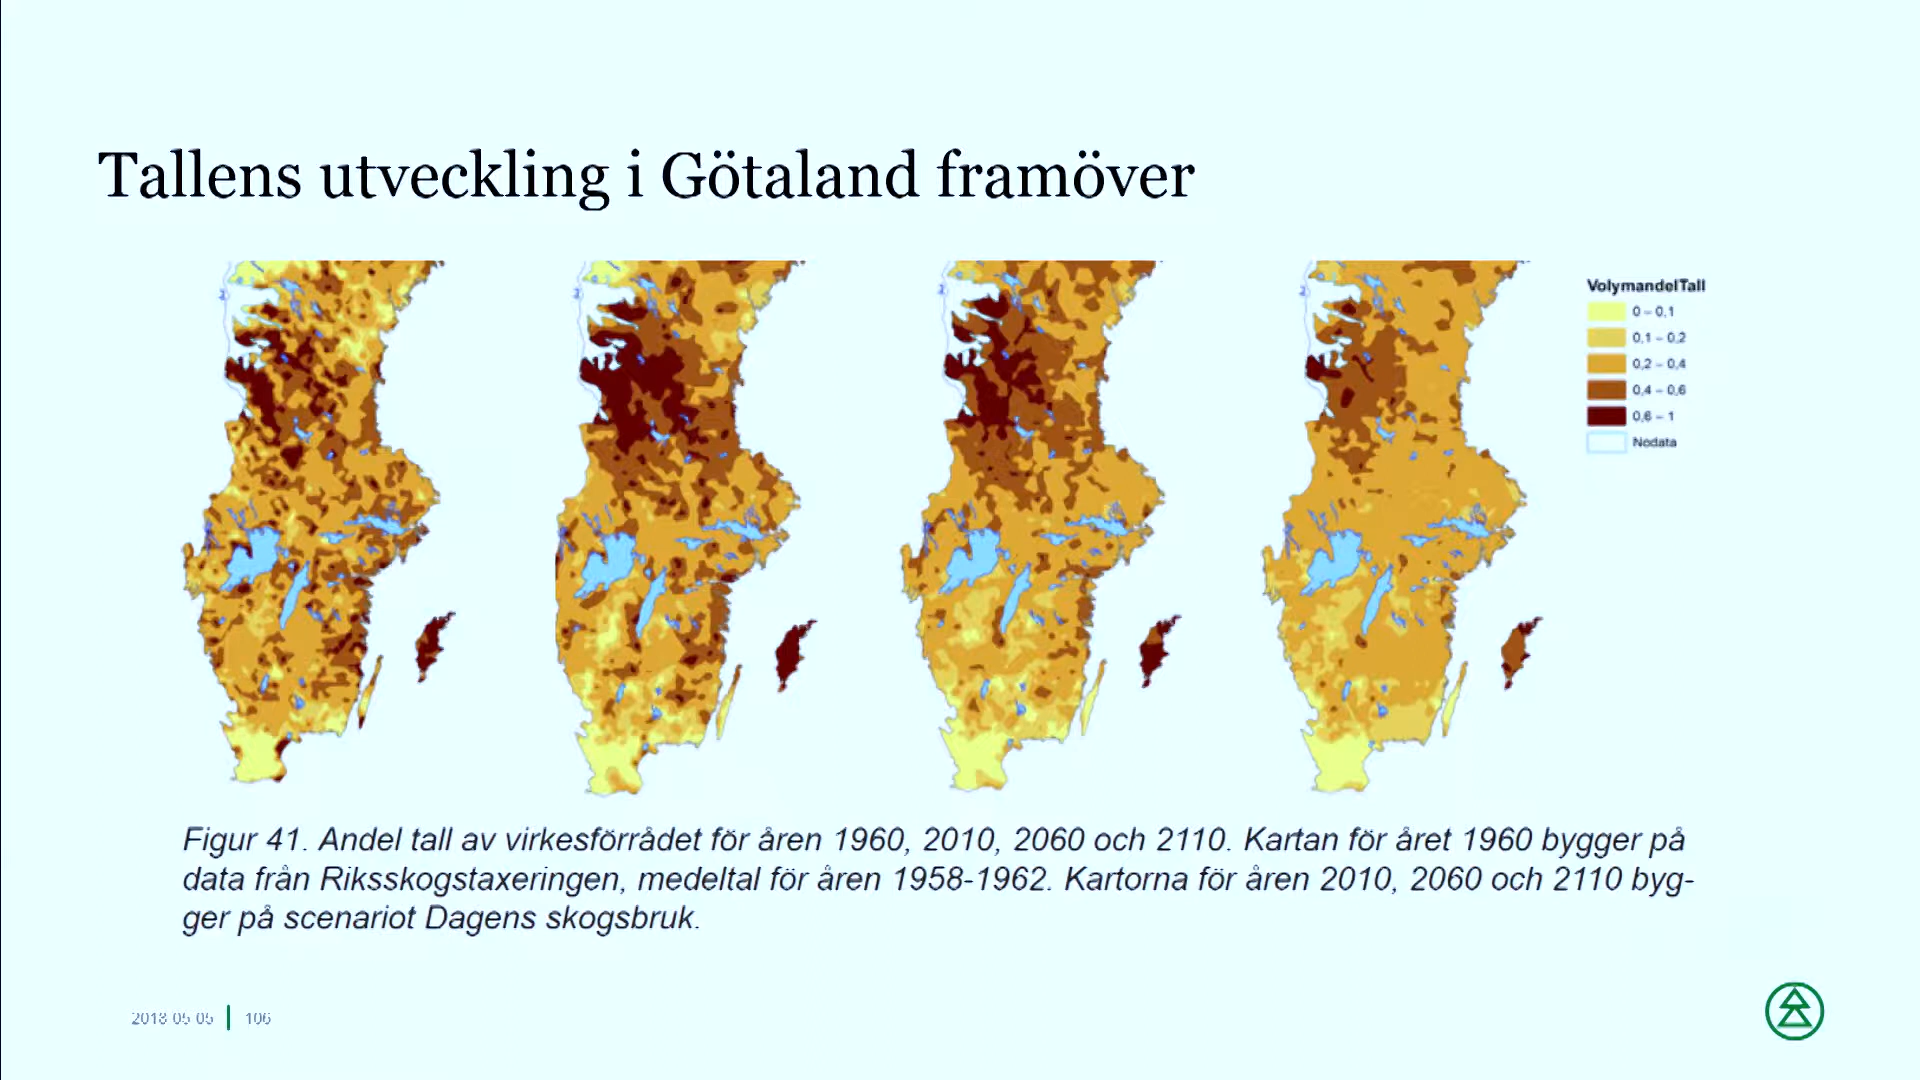 Tallens utveckling i Götaland framöver
VolymandelTall
0 – 0,1
0,1 – 0,2
0,2 – 0,4
0,4 – 0,6
0,6 – 1
Nodata
Figur 41. Andel tall av virkesförrådet för åren 1960, 2010, 2060 och 2110. Kartan för året 1960 bygger på
data från Riksskogstaxeringen, medeltal för åren 1958-1962. Kartorna för åren 2010, 2060 och 2110 byg-
ger på scenariot Dagens skogsbruk.
2018-05-05 106